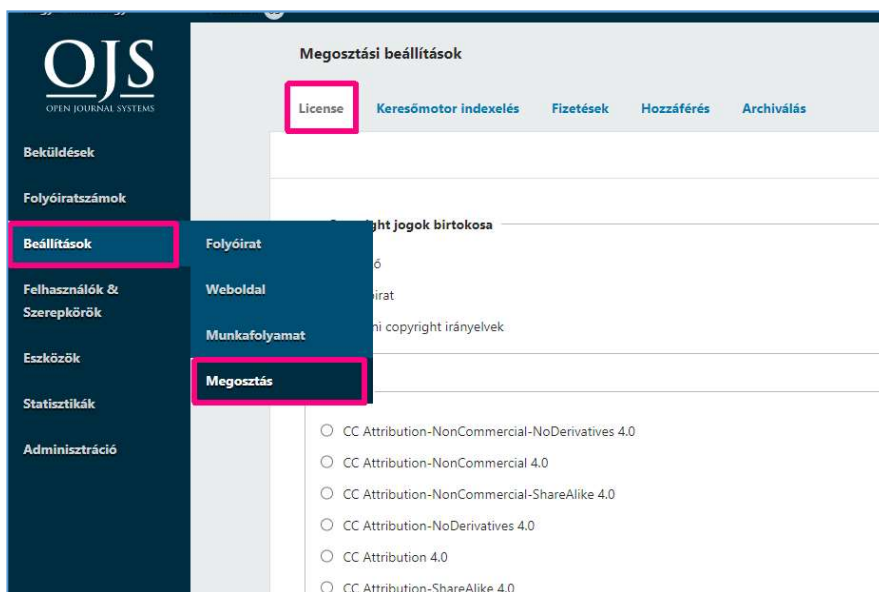 OJS
OPEN JOURNAL SYSTEMS
Beküldések
Folyóiratszámok
Beállítások
Felhasználók &
Szerepkörök
Eszközök
Statisztikák
Adminisztráció
Folyóirat
Weboldal
Munkafolyamat
Megosztás
Megosztási beállítások
License Keresőmotor indexelés Fizetések Hozzáférés Archiválás
jogok birtokosa
copyright irányelvek
CC Attribution-NonCommercial-NoDerivatives 4.0
CC Attribution-NonCommercial 4.0
CC Attribution-NonCommercial-ShareAlike 4.0
CC Attribution-NoDerivatives 4.0
CC Attribution 4.0
CC Attribution-ShareAlike 4.0